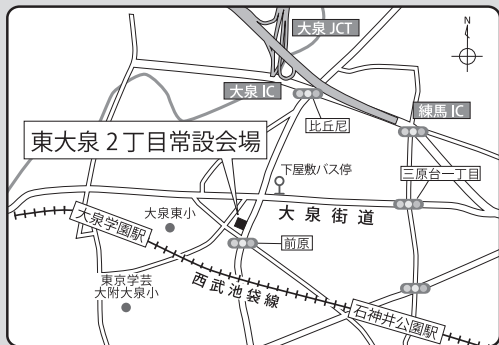 大泉 JCT
N
大泉 IC
練馬 IC
比丘尼
東大泉２丁目常設会場
下屋敷バス停
三原台一丁目
大泉街道
大泉学園駅
大泉東小
前原
東京学芸
大附大泉小
西武池袋線
石神井公園駅